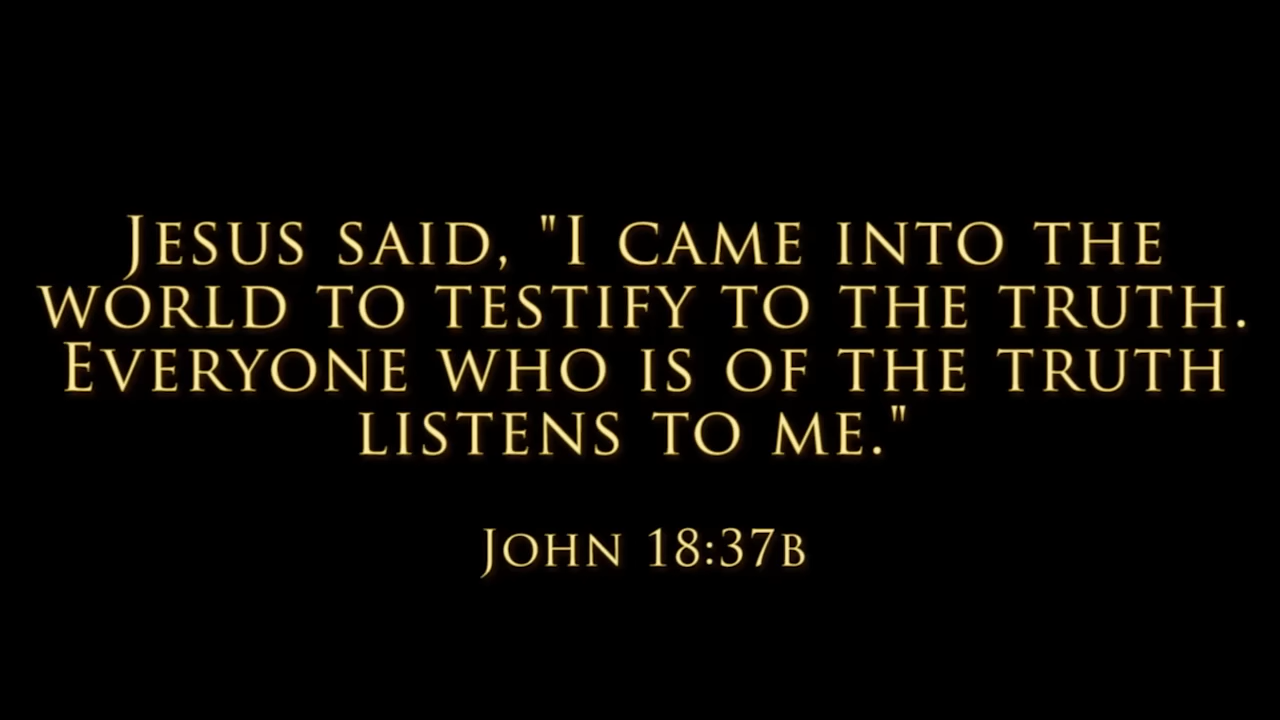 Jesus said, "I came into the
world to testify to the truth.
Everyone who is of the truth
listens to me."
John 18:37b